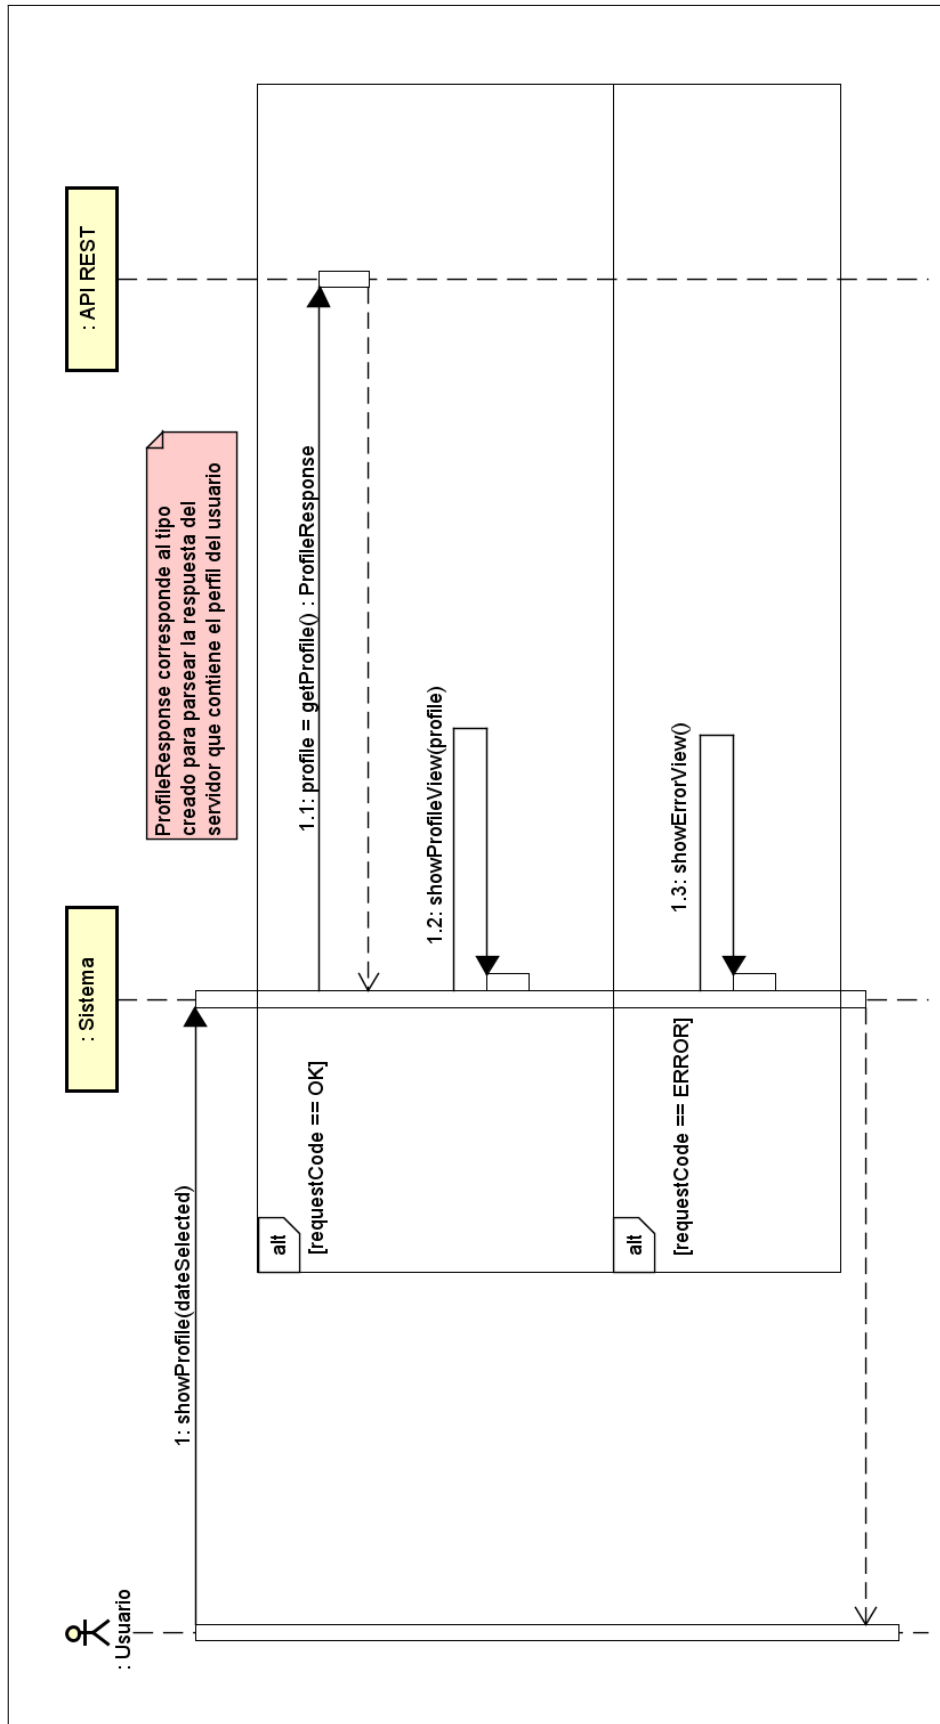 : Usuario
: Sistema
: API REST
ProfileResponse corresponde al tipo
creado para parsear la respuesta del
servidor que contiene el perfil del usuario
1: showProfile(dateSelected)
alt
[requestCode == OK]
1.1: profile = getProfile() : ProfileResponse
1.2: showProfileView(profile)
alt
[requestCode == ERROR]
1.3: showErrorView()